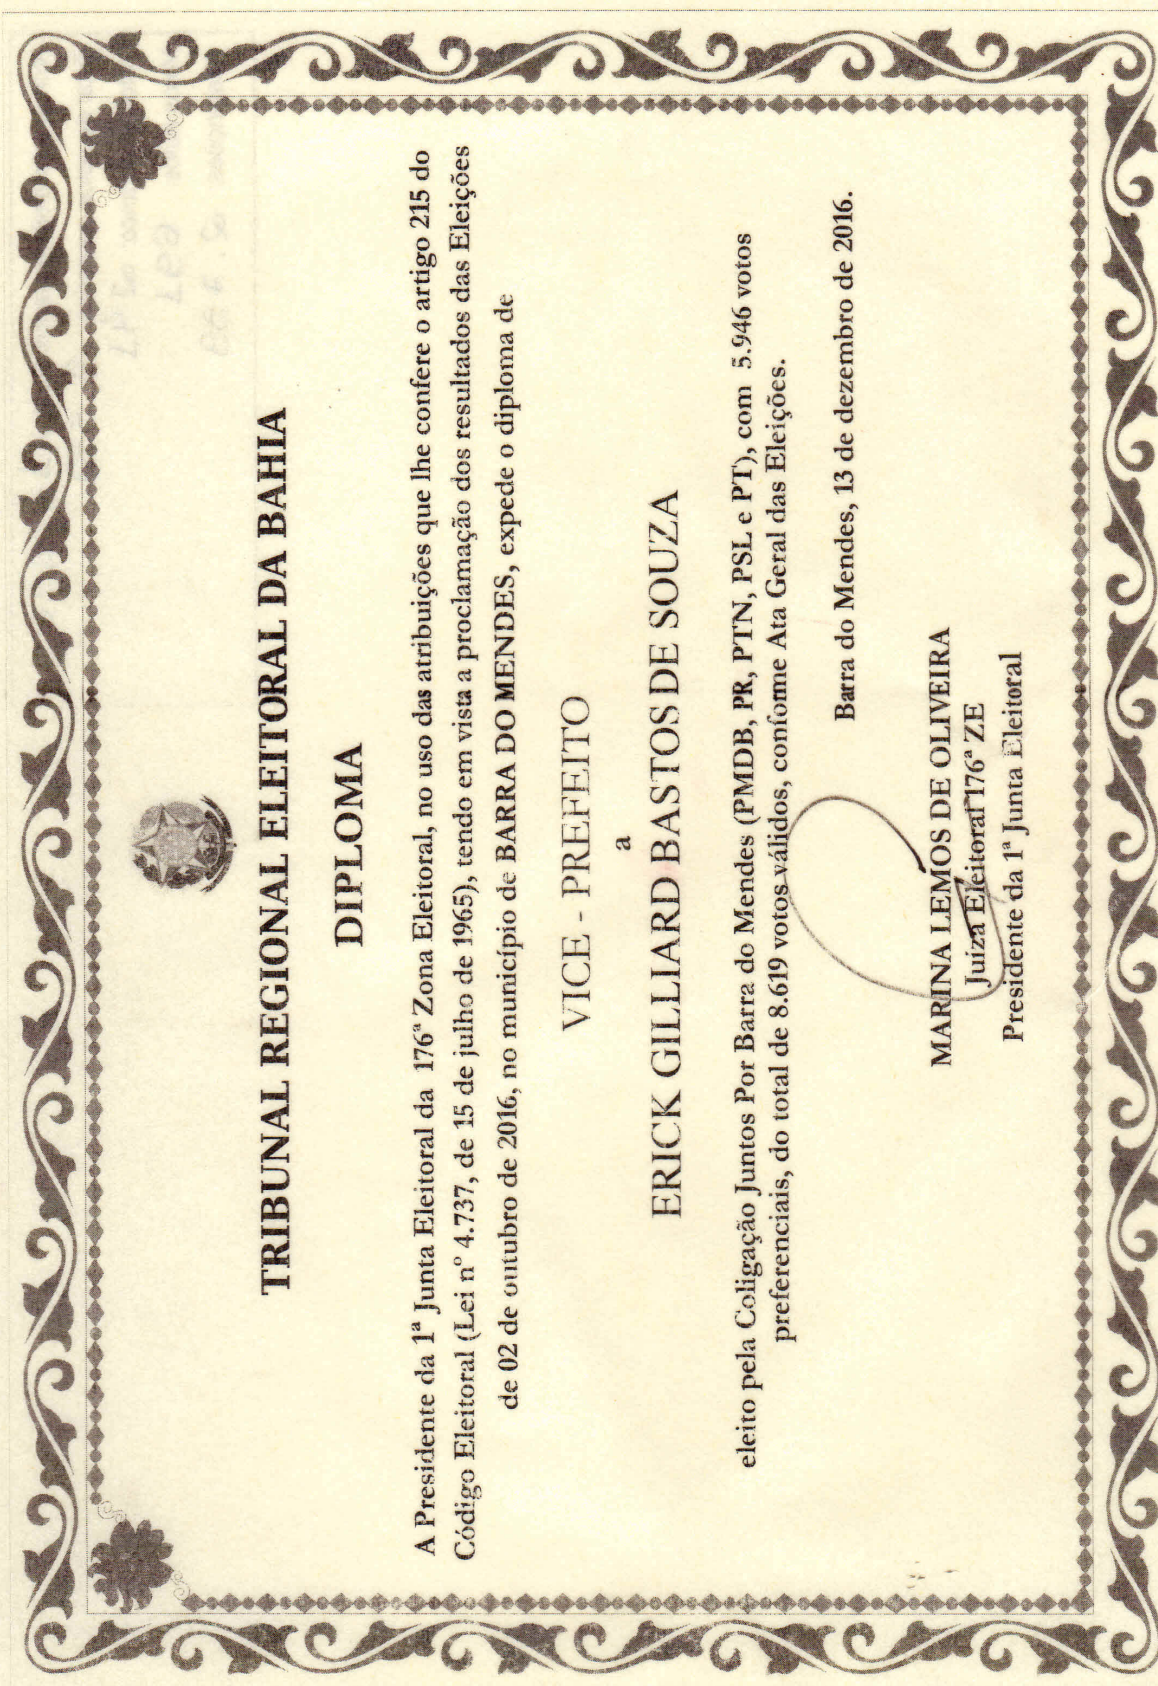 TRIBUNAL REGIONAL ELEITORAL DA BAHIA
DIPLOMA
A Presidente da 1ª Junta Eleitoral da 176ª Zona Eleitoral, no uso das atribuições que lhe confere o artigo 215 do
Código Eleitoral (Lei nº 4.737, de 15 de julho de 1965), tendo em vista a proclamação dos resultados das Eleições
de 02 de outubro de 2016, no município de BARRA DO MENDES, expede o diploma de
VICE - PREFEITO
a
ERICK GILLIARD BASTOS DE SOUZA
eleito pela Coligação Juntos Por Barra do Mendes (PMDB, PR, PTN, PSL e PT), com 5.946 votos
preferenciais, do total de 8.619 votos válidos, conforme Ata Geral das Eleições.
Barra do Mendes, 13 de dezembro de 2016.
MARINA LEMOS DE OLIVEIRA
Juíza Eleitoral 176ª ZE
Presidente da 1ª Junta Eleitoral